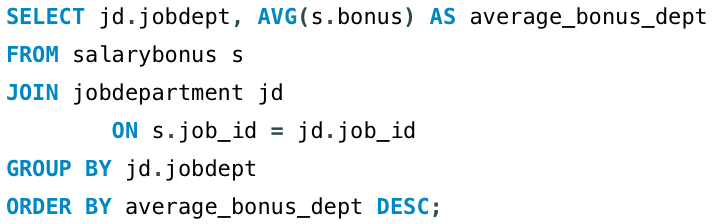 SELECT jd.jobdept, AVG(s.bonus) AS average_bonus_dept
FROM salarybonus s
JOIN jobdepartment jd
        ON s.job_id = jd.job_id
GROUP BY jd.jobdept
ORDER BY average_bonus_dept DESC;